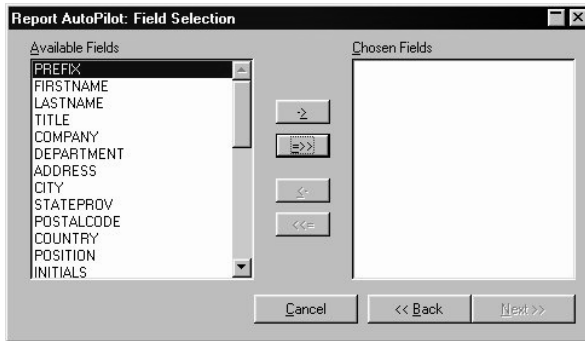 Report AutoPilot: Field Selection
Available Fields
Chosen Fields
PREFIX
FIRSTNAME
LASTNAME
TITLE
COMPANY
DEPARTMENT
ADDRESS
CITY
STATEPROV
POSTALCODE
COUNTRY
POSITION
INITIALS
->
=>>
<-
<<=
Cancel
<< Back
Next >>